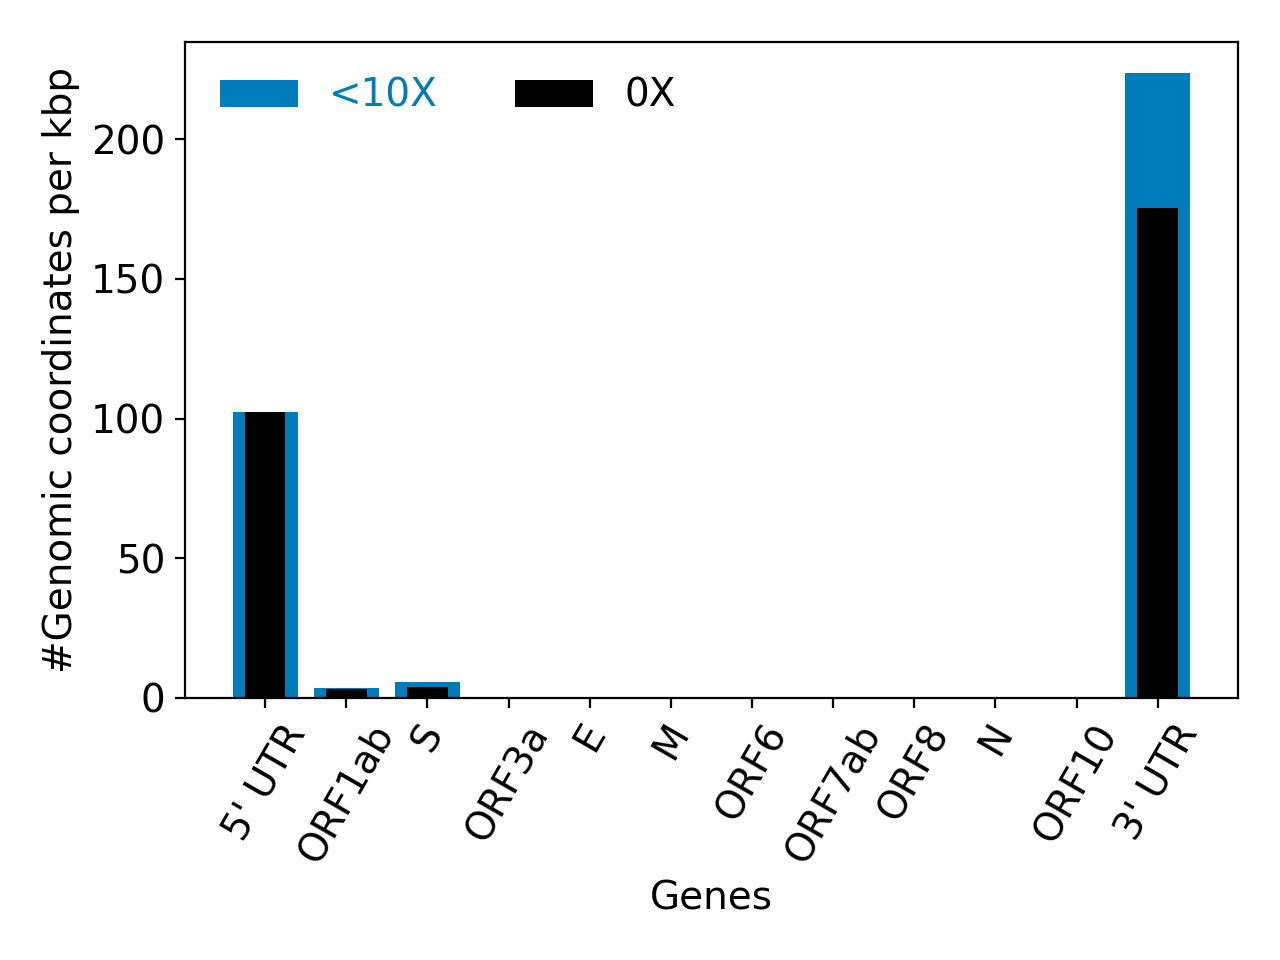 <10X 0X
#Genomic coordinates per kbp
200
150
100
50
0
5' UTR ORF1ab S ORF3a E M ORF6 ORF7ab ORF8 N ORF10 3' UTR
Genes